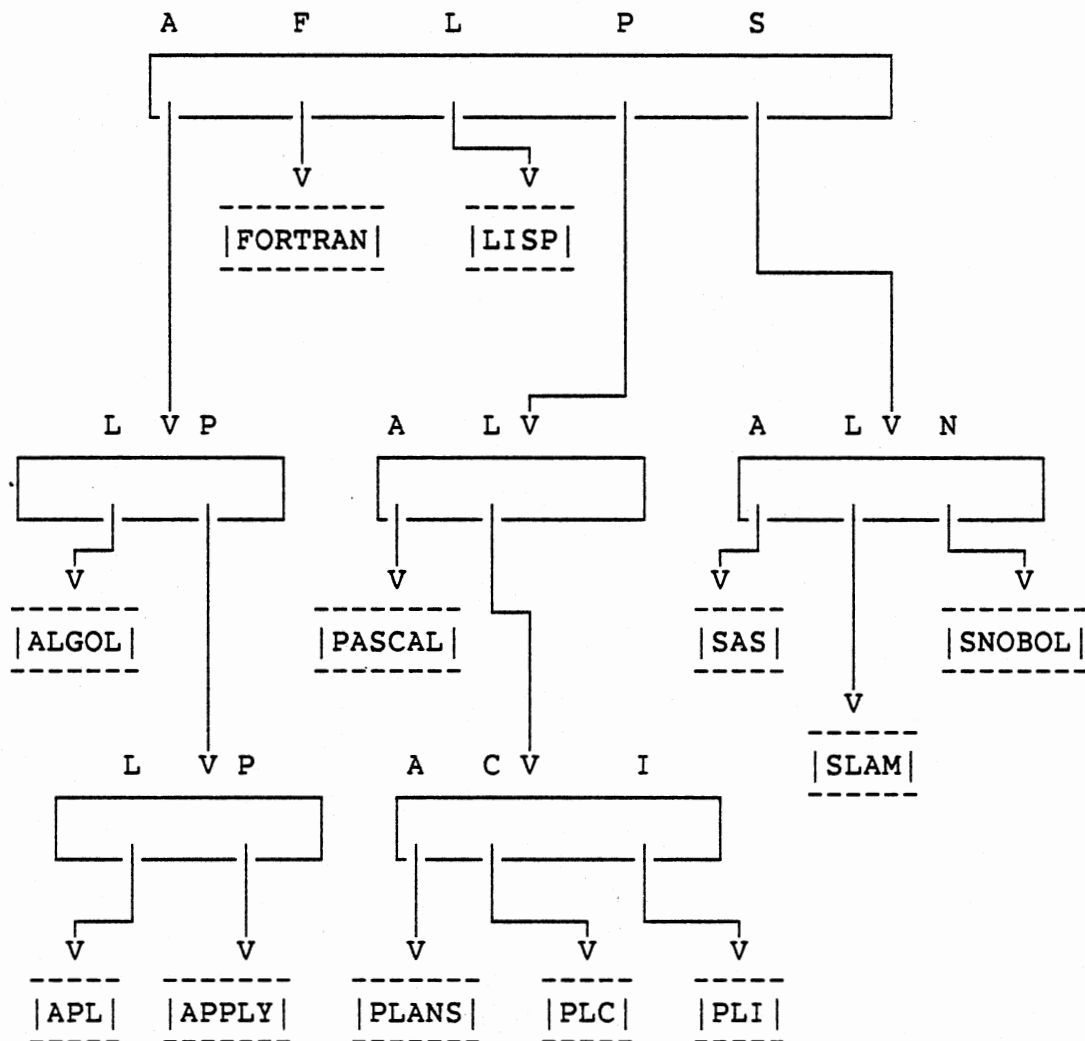 A F L P S
V V
|FORTRAN| |LISP|
L V P A L V A L V N
V V V V
|ALGOL| |PASCAL| |SAS| |SNOBOL|
V
L V P A C V I |SLAM|
V V V V V
|APL| |APPLY| |PLANS| |PLC| |PLI|